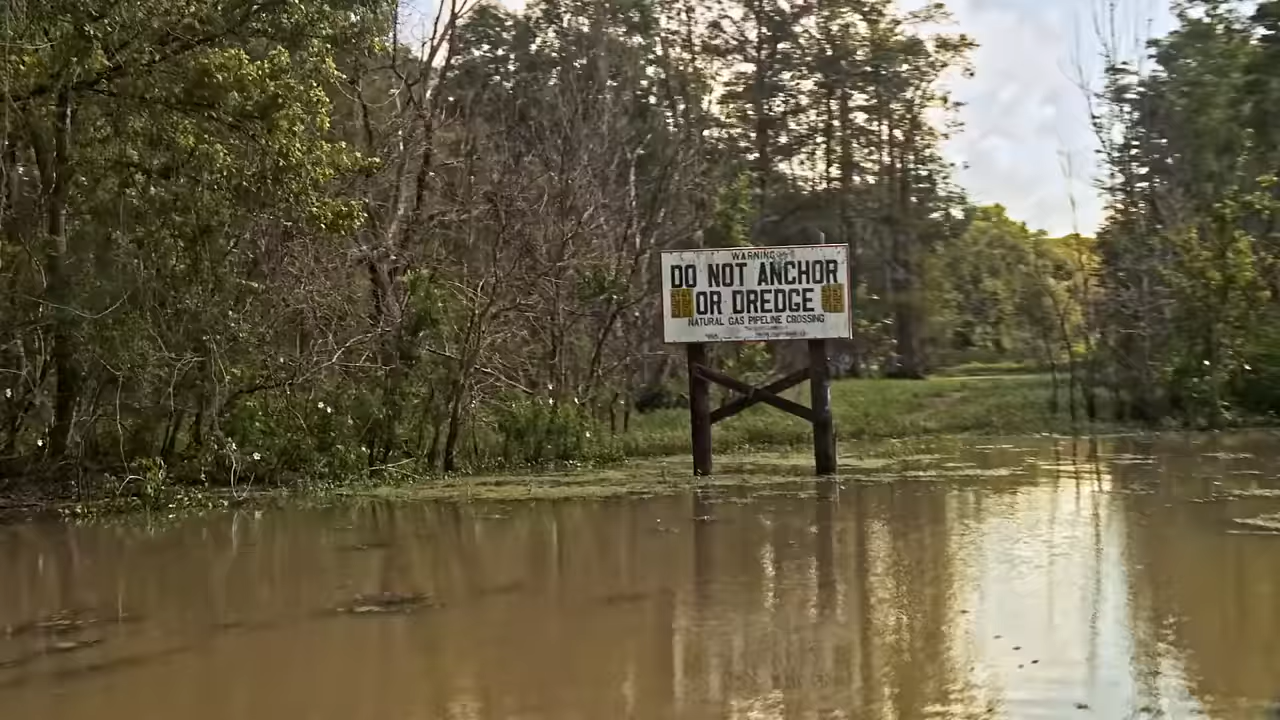 WARNING
DO NOT ANCHOR
OR DREDGE
NATURAL GAS PIPELINE CROSSING